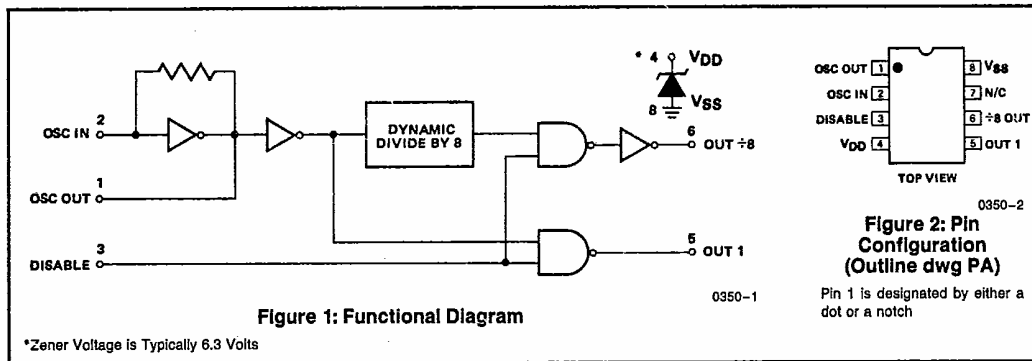 * 4 VDD
8 VSS
2
OSC IN
1
OSC OUT
3
DISABLE
DYNAMIC
DIVIDE BY 8
6
OUT ÷8
5
OUT 1
0350-1
Figure 1: Functional Diagram
*Zener Voltage is Typically 6.3 Volts
OSC OUT 1
OSC IN 2
DISABLE 3
VDD 4
8 VSS
7 N/C
6 ÷8 OUT
5 OUT 1
TOP VIEW
0350-2
Figure 2: Pin
Configuration
(Outline dwg PA)
Pin 1 is designated by either a
dot or a notch